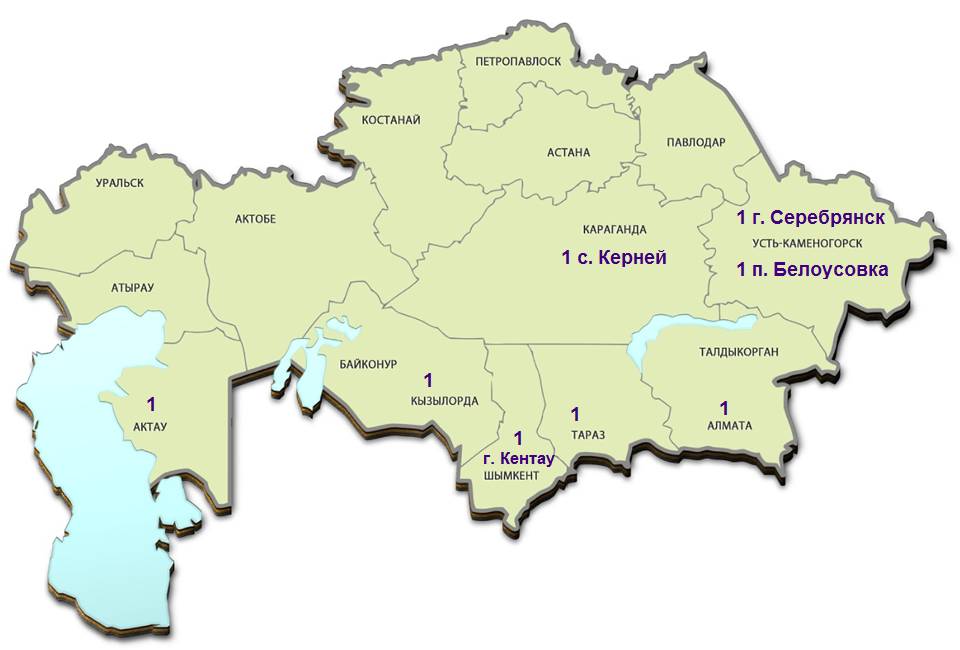 ПЕТРОПАВЛОСК
КОСТАНАЙ
ПАВЛОДАР
АСТАНА
УРАЛЬСК
АКТОБЕ
1 г. Серебрянск
КАРАГАНДА
УСТЬ-КАМЕНОГОРСК
1 с. Керней
1 п. Белоусовка
АТЫРАУ
ТАЛДЫКОРГАН
БАЙКОНУР
1
КЫЗЫЛОРДА
1
АКТАУ
1
ТАРАЗ
1
АЛМАТА
1
г. Кентау
ШЫМКЕНТ